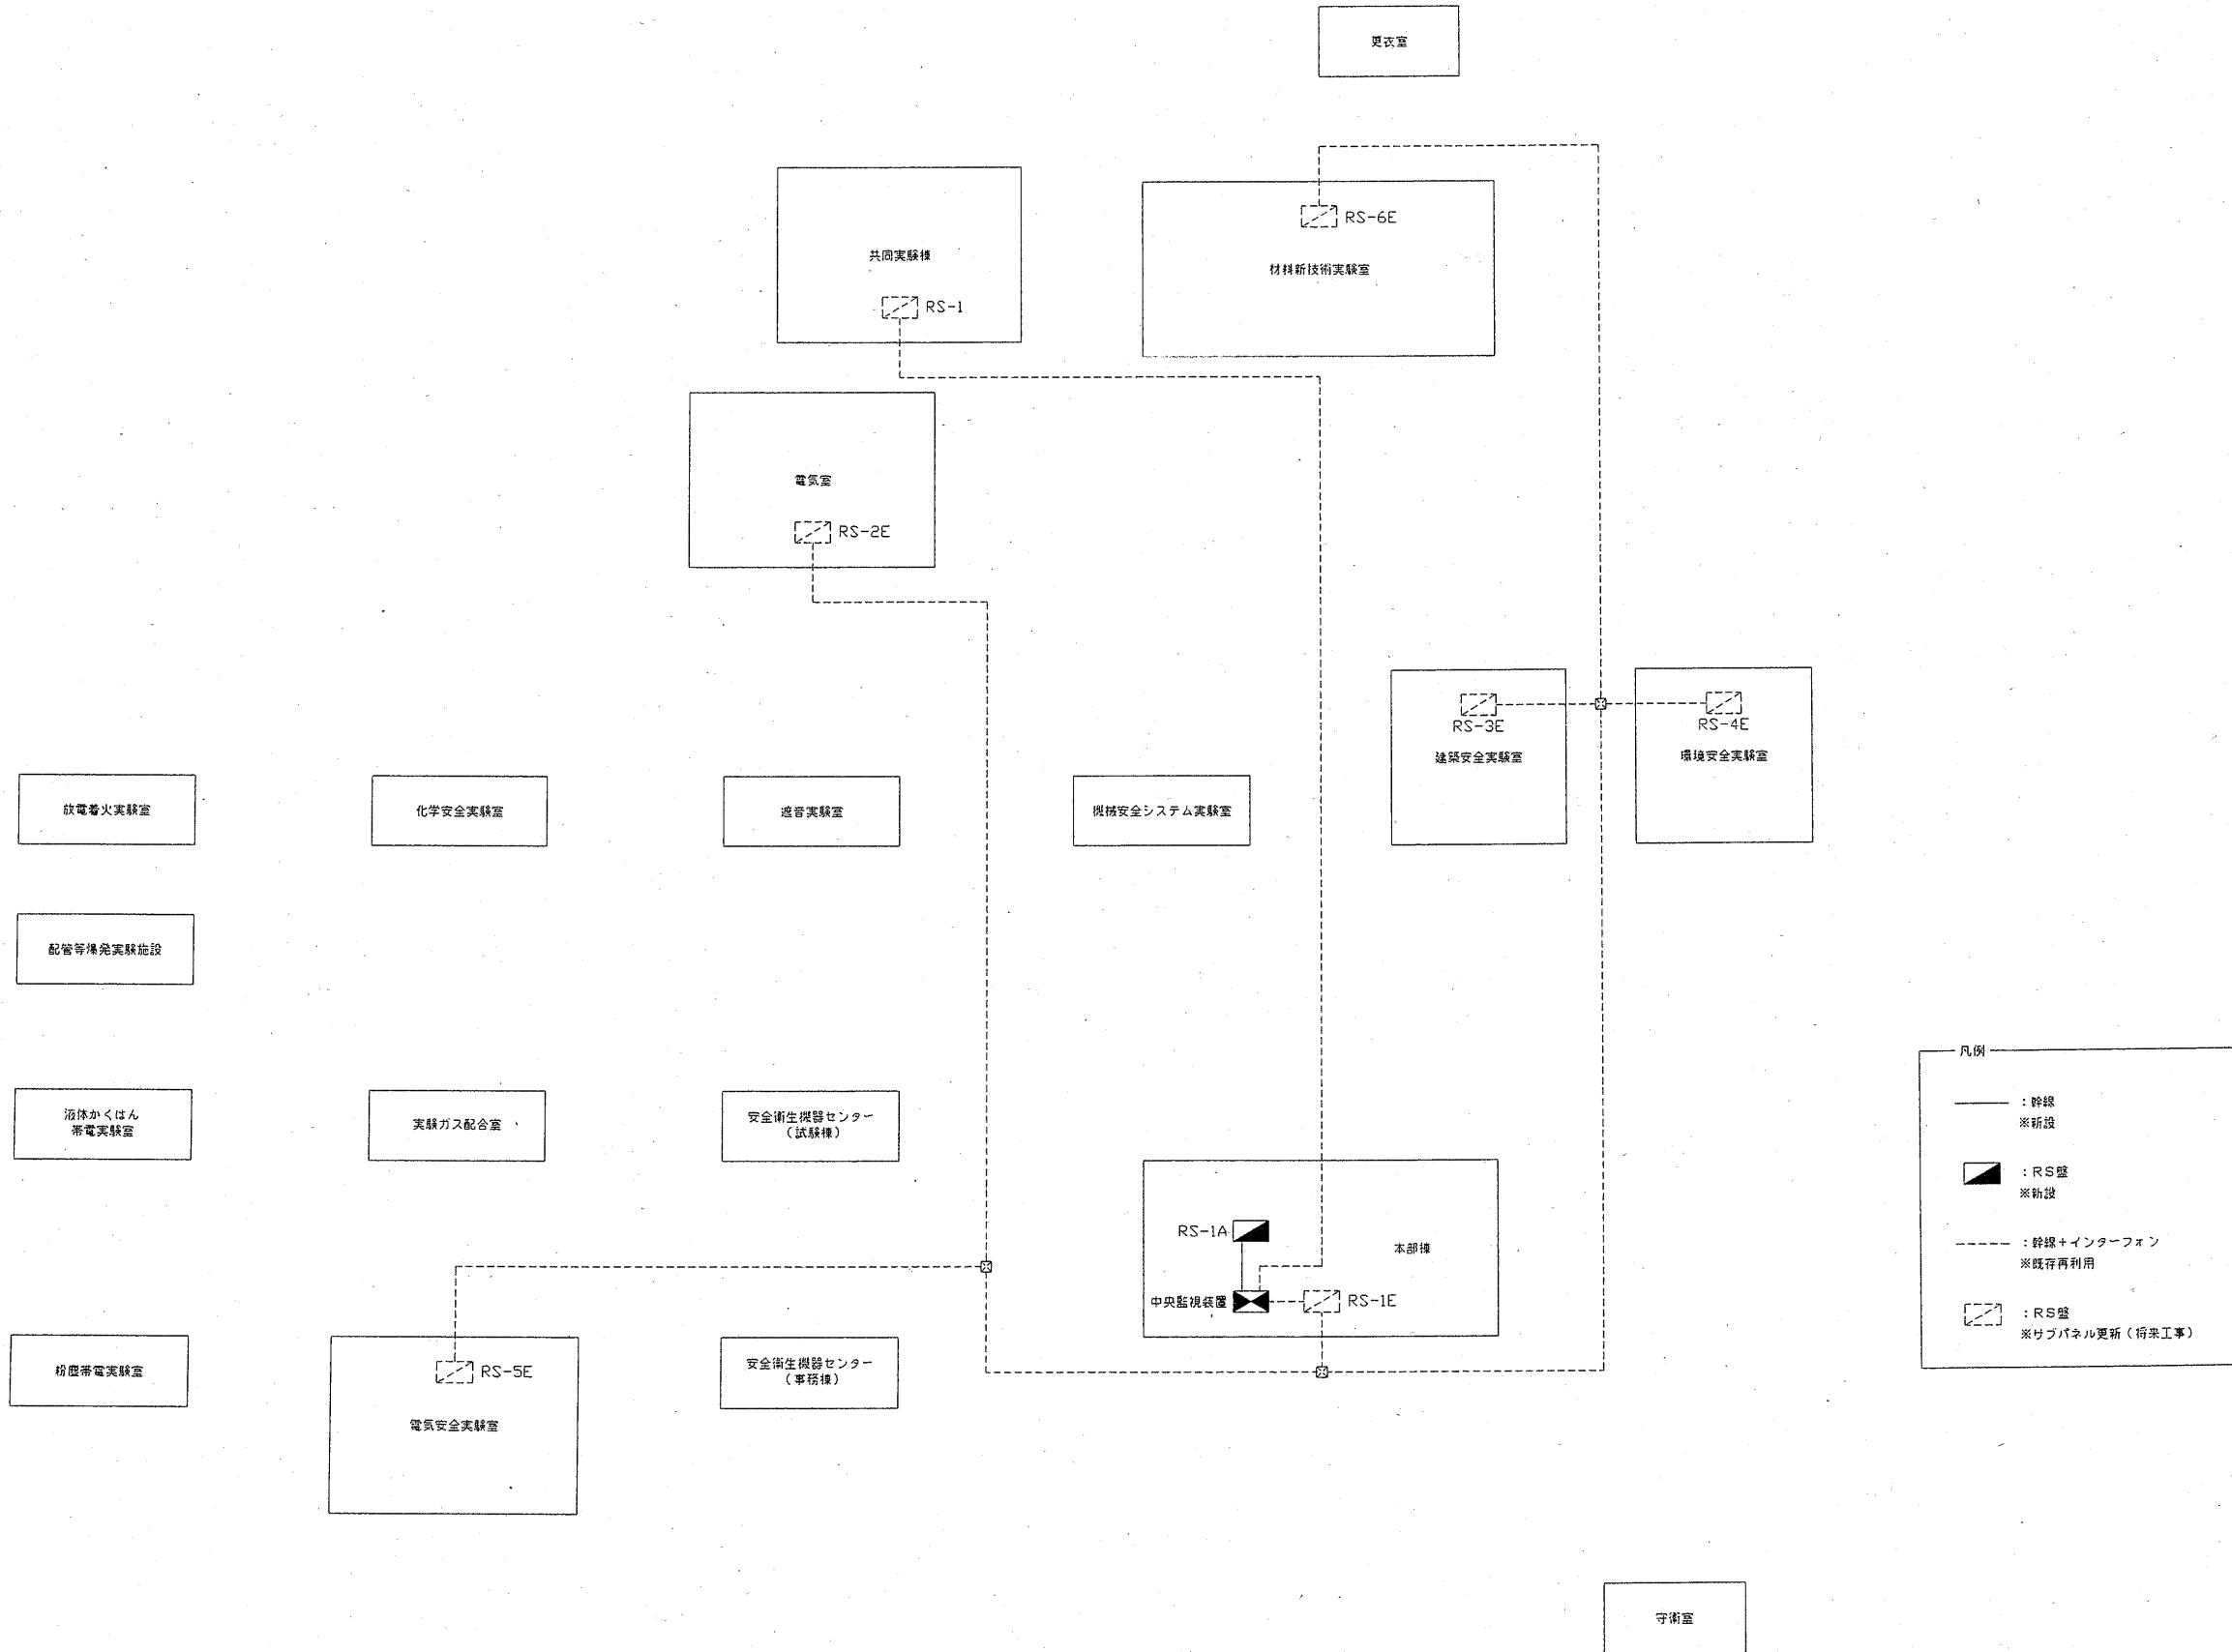 更衣室
RS-6E
共同実験棟
材料新技術実験室
RS-1
電気室
RS-2E
RS-3E
RS-4E
建築安全実験室
環境安全実験室
放電着火実験室
化学安全実験室
遮音実験室
機械安全システム実験室
配管等爆発実験施設
凡例
：幹線
※新設
：RS盤
※新設
：幹線＋インターフォン
※既存再利用
：RS盤
※サブパネル更新（将来工事）
液体かくはん
帯電実験室
実験ガス配合室
安全衛生機器センター
（試験棟）
RS-1A
本部棟
中央監視装置
RS-1E
粉塵帯電実験室
RS-5E
電気安全実験室
安全衛生機器センター
（事務棟）
守衛室